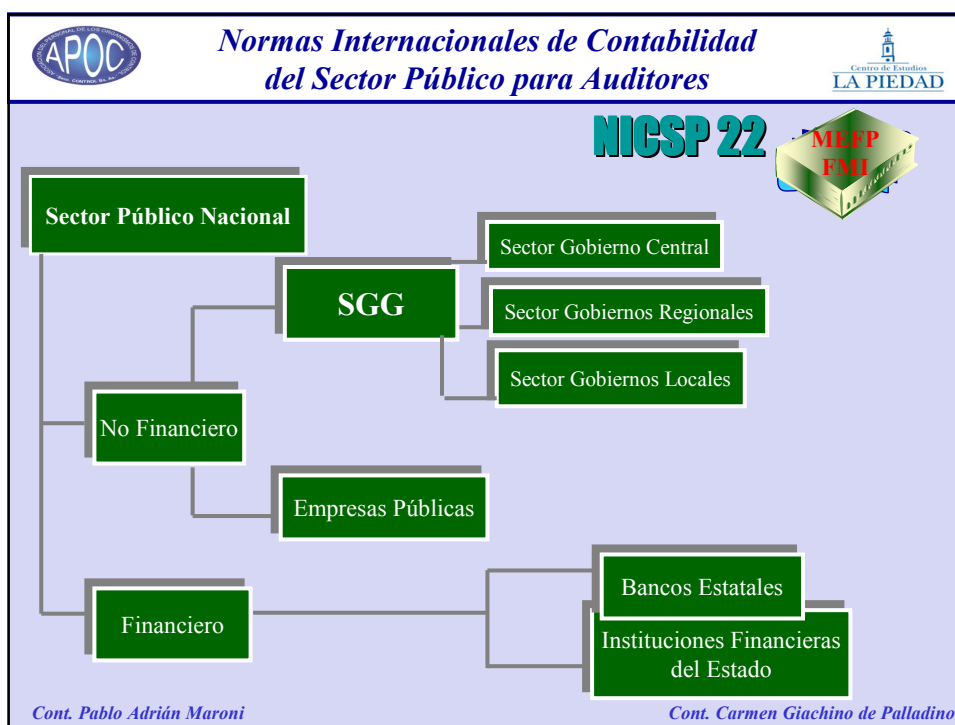 APOC
Normas Internacionales de Contabilidad
del Sector Público para Auditores
Centro de Estudios
LA PIEDAD
NICSP 22
MEFP
FMI
Sector Público Nacional
Sector Gobierno Central
SGG
Sector Gobiernos Regionales
Sector Gobiernos Locales
No Financiero
Empresas Públicas
Bancos Estatales
Financiero
Instituciones Financieras
del Estado
Cont. Pablo Adrián Maroni
Cont. Carmen Giachino de Palladino